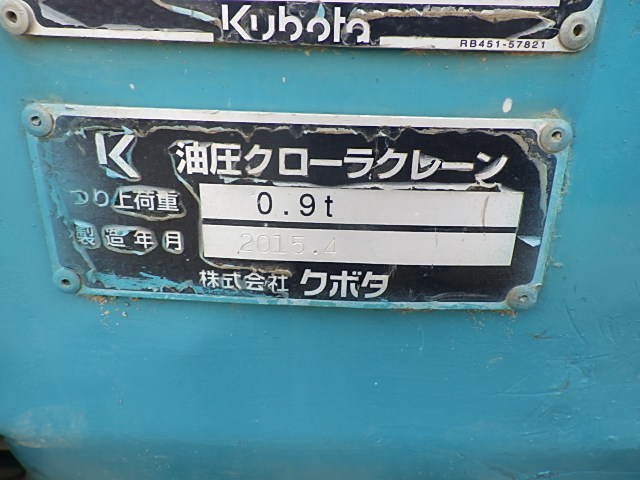 Kubota
RB451-57821
K 油圧クローラクレーン
つり上荷重 0.9t
製造年月 2015.4
株式会社 クボタ